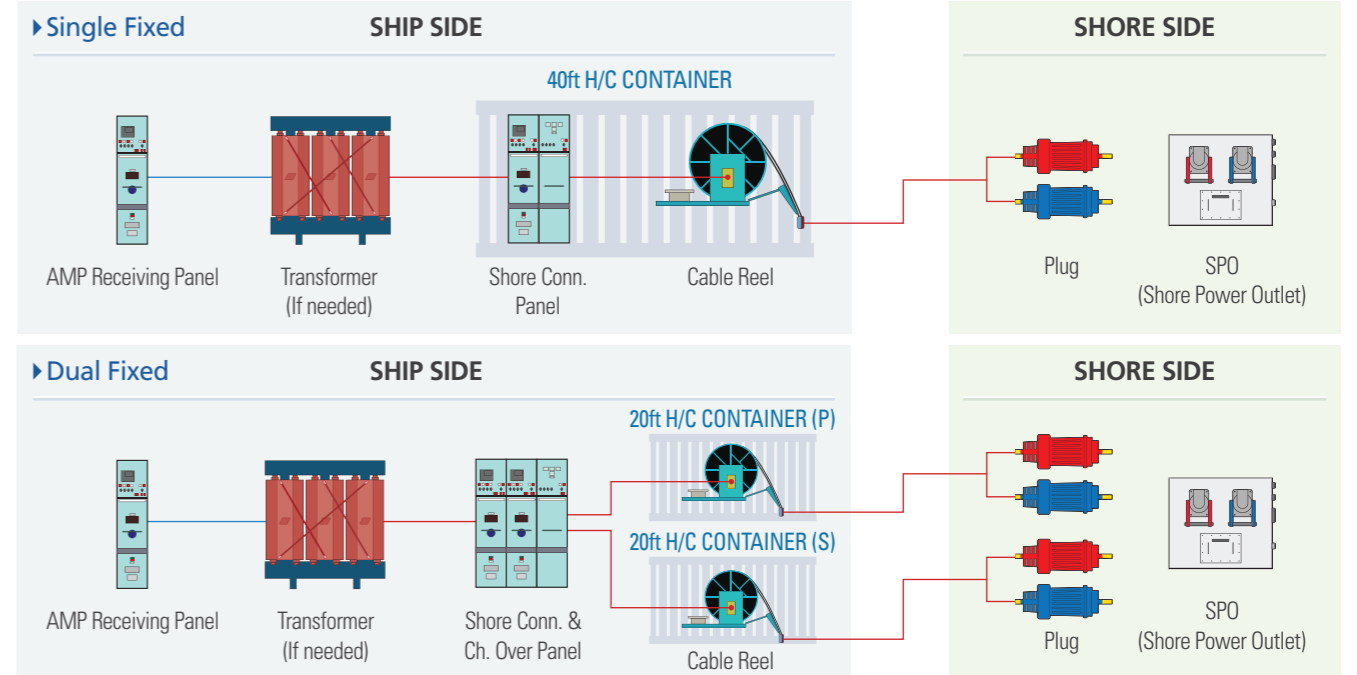 Single Fixed
SHIP SIDE
SHORE SIDE
40ft H/C CONTAINER
AMP Receiving Panel
Transformer
(If needed)
Shore Conn.
Panel
Cable Reel
Plug
SPO
(Shore Power Outlet)
Dual Fixed
SHIP SIDE
SHORE SIDE
20ft H/C CONTAINER (P)
20ft H/C CONTAINER (S)
AMP Receiving Panel
Transformer
(If needed)
Shore Conn. &
Ch. Over Panel
Cable Reel
Plug
SPO
(Shore Power Outlet)